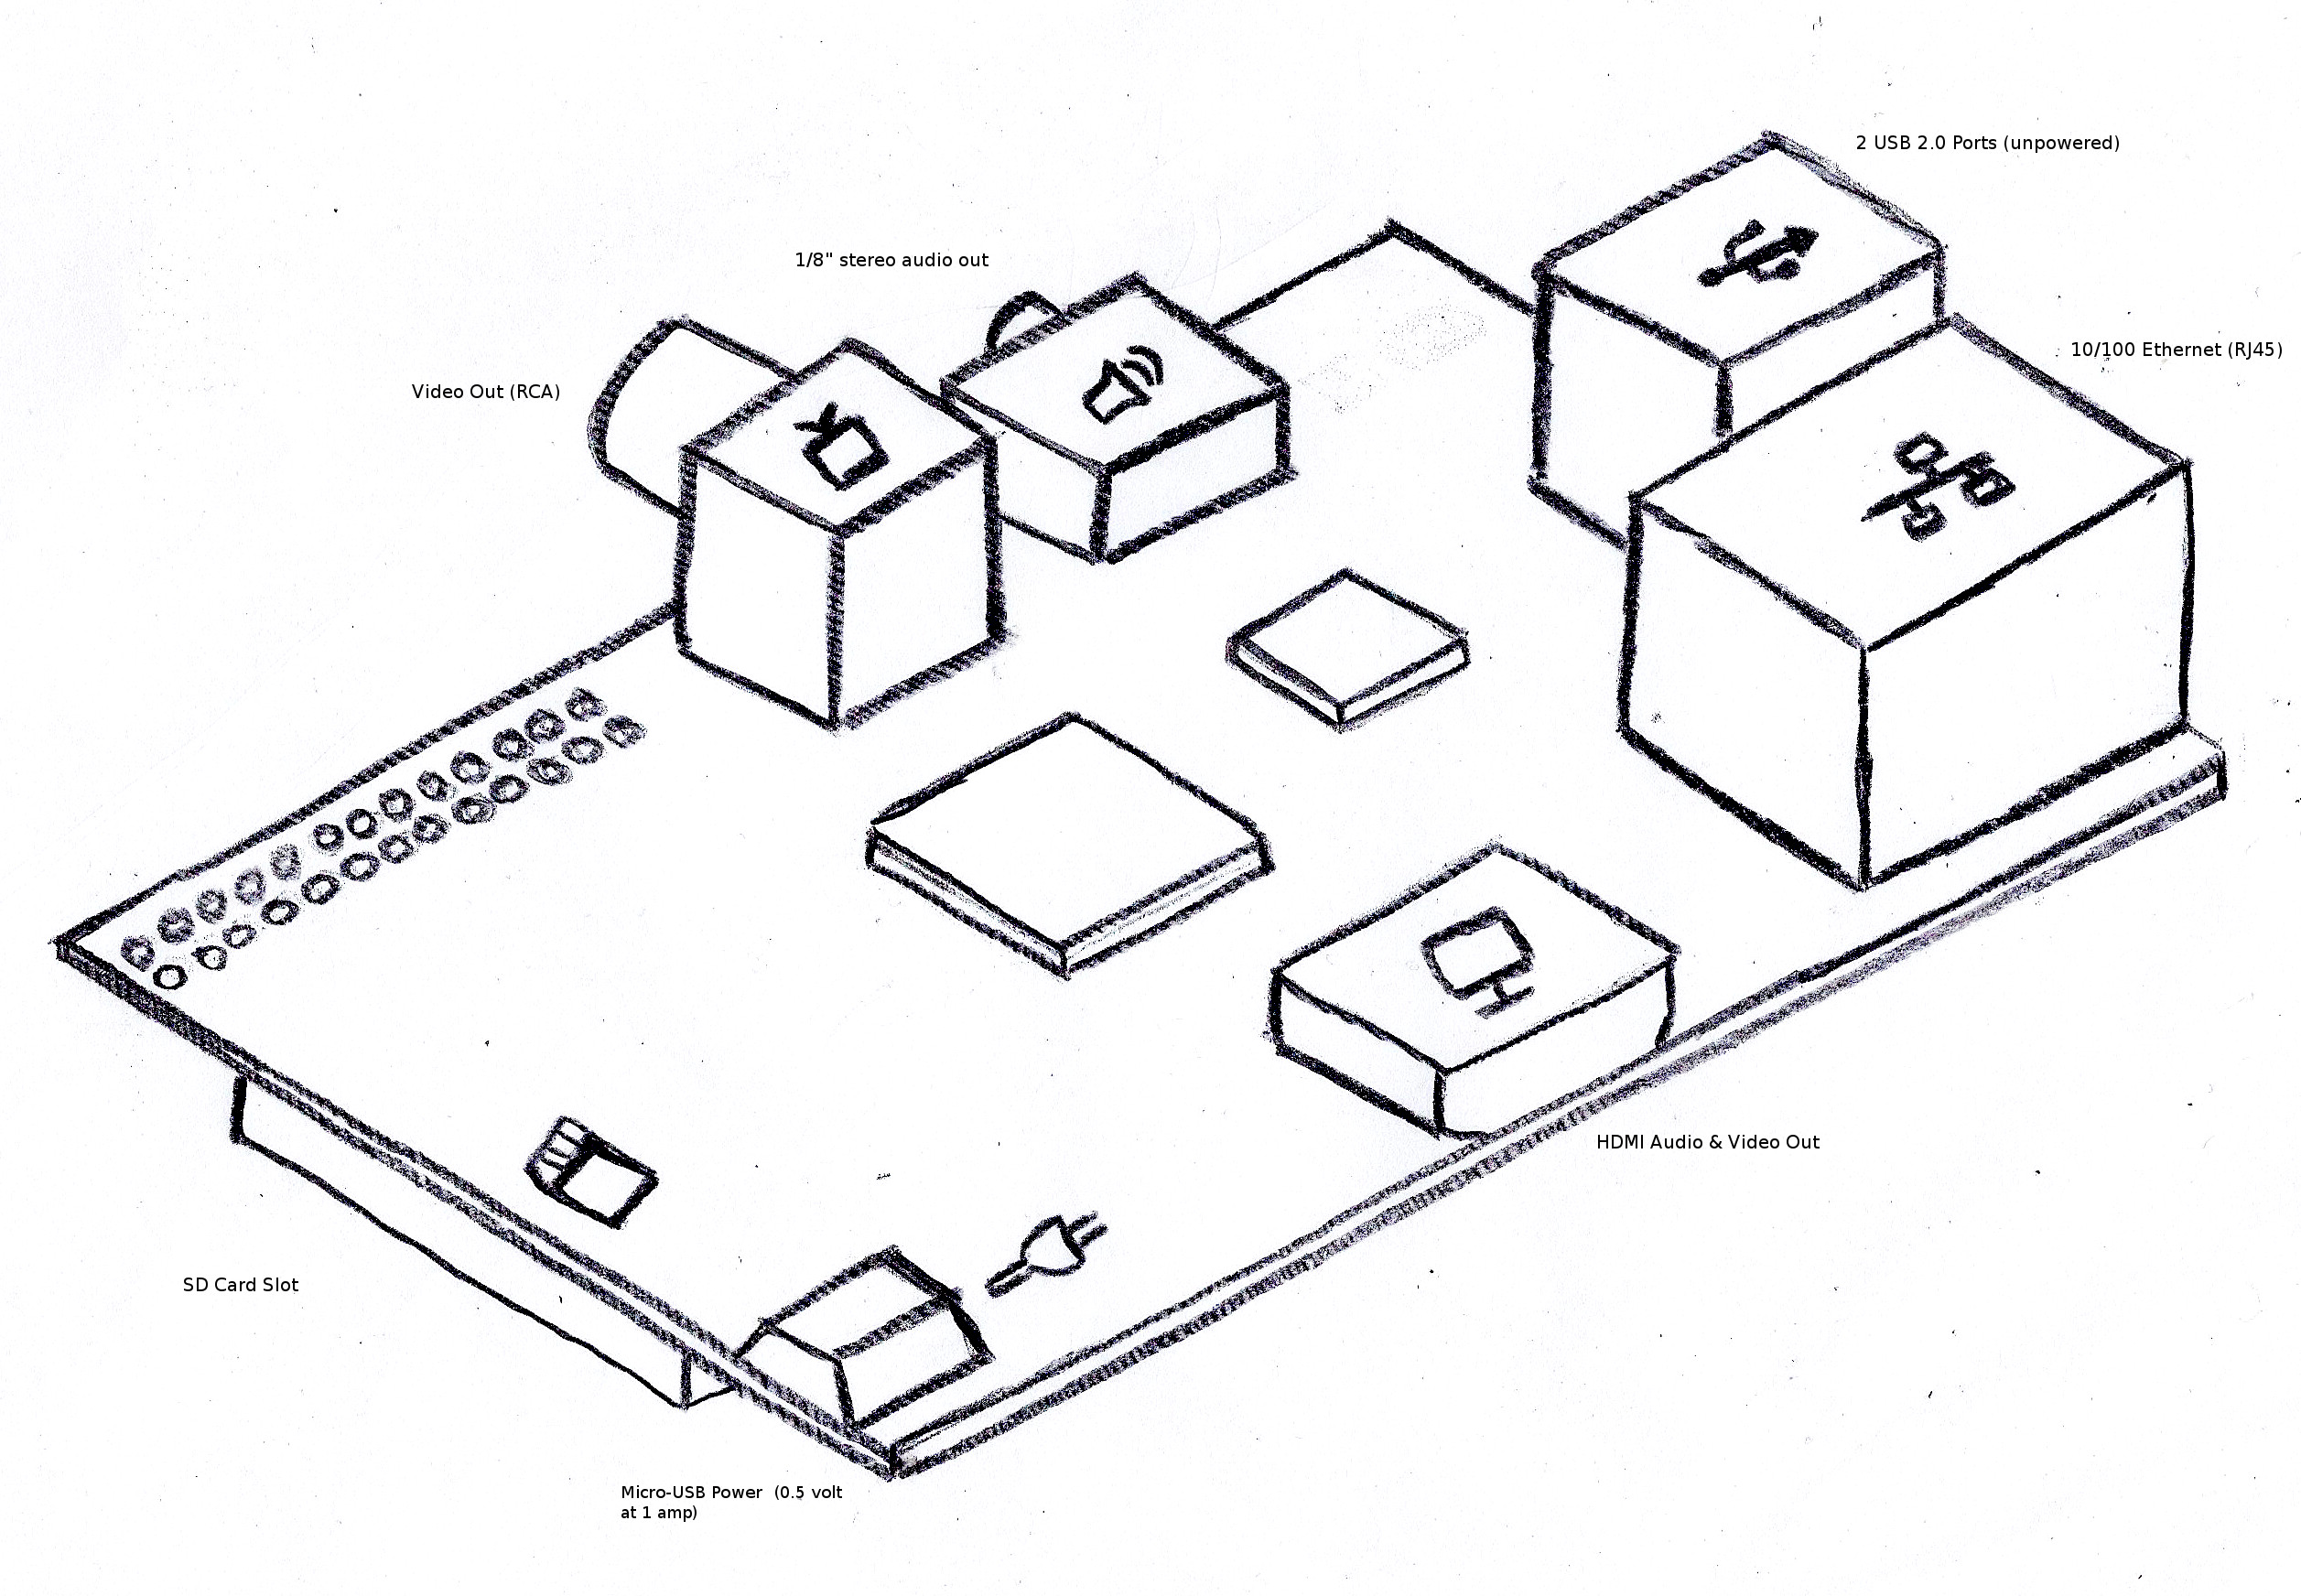 2 USB 2.0 Ports (unpowered)
1/8" stereo audio out
10/100 Ethernet (RJ45)
Video Out (RCA)
HDMI Audio & Video Out
SD Card Slot
Micro-USB Power (0.5 volt
at 1 amp)